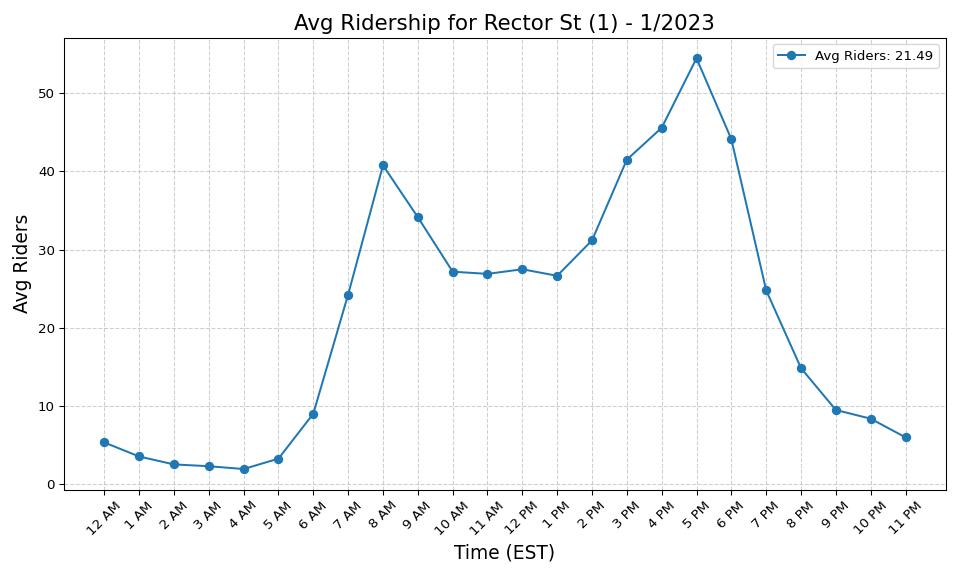 Avg Ridership for Rector St (1) - 1/2023
Avg Riders: 21.49
Avg Riders
50
40
30
20
10
0
12 AM
1 AM
2 AM
3 AM
4 AM
5 AM
6 AM
7 AM
8 AM
9 AM
10 AM
11 AM
12 PM
1 PM
2 PM
3 PM
4 PM
5 PM
6 PM
7 PM
8 PM
9 PM
10 PM
11 PM
Time (EST)